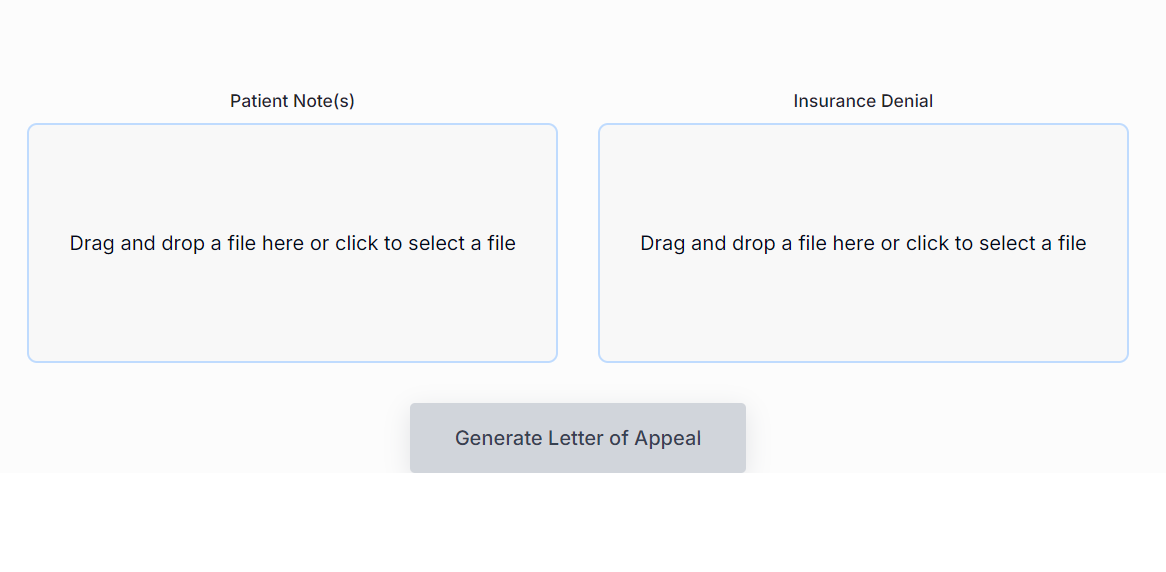 Patient Note(s)
Insurance Denial
Drag and drop a file here or click to select a file
Drag and drop a file here or click to select a file
Generate Letter of Appeal